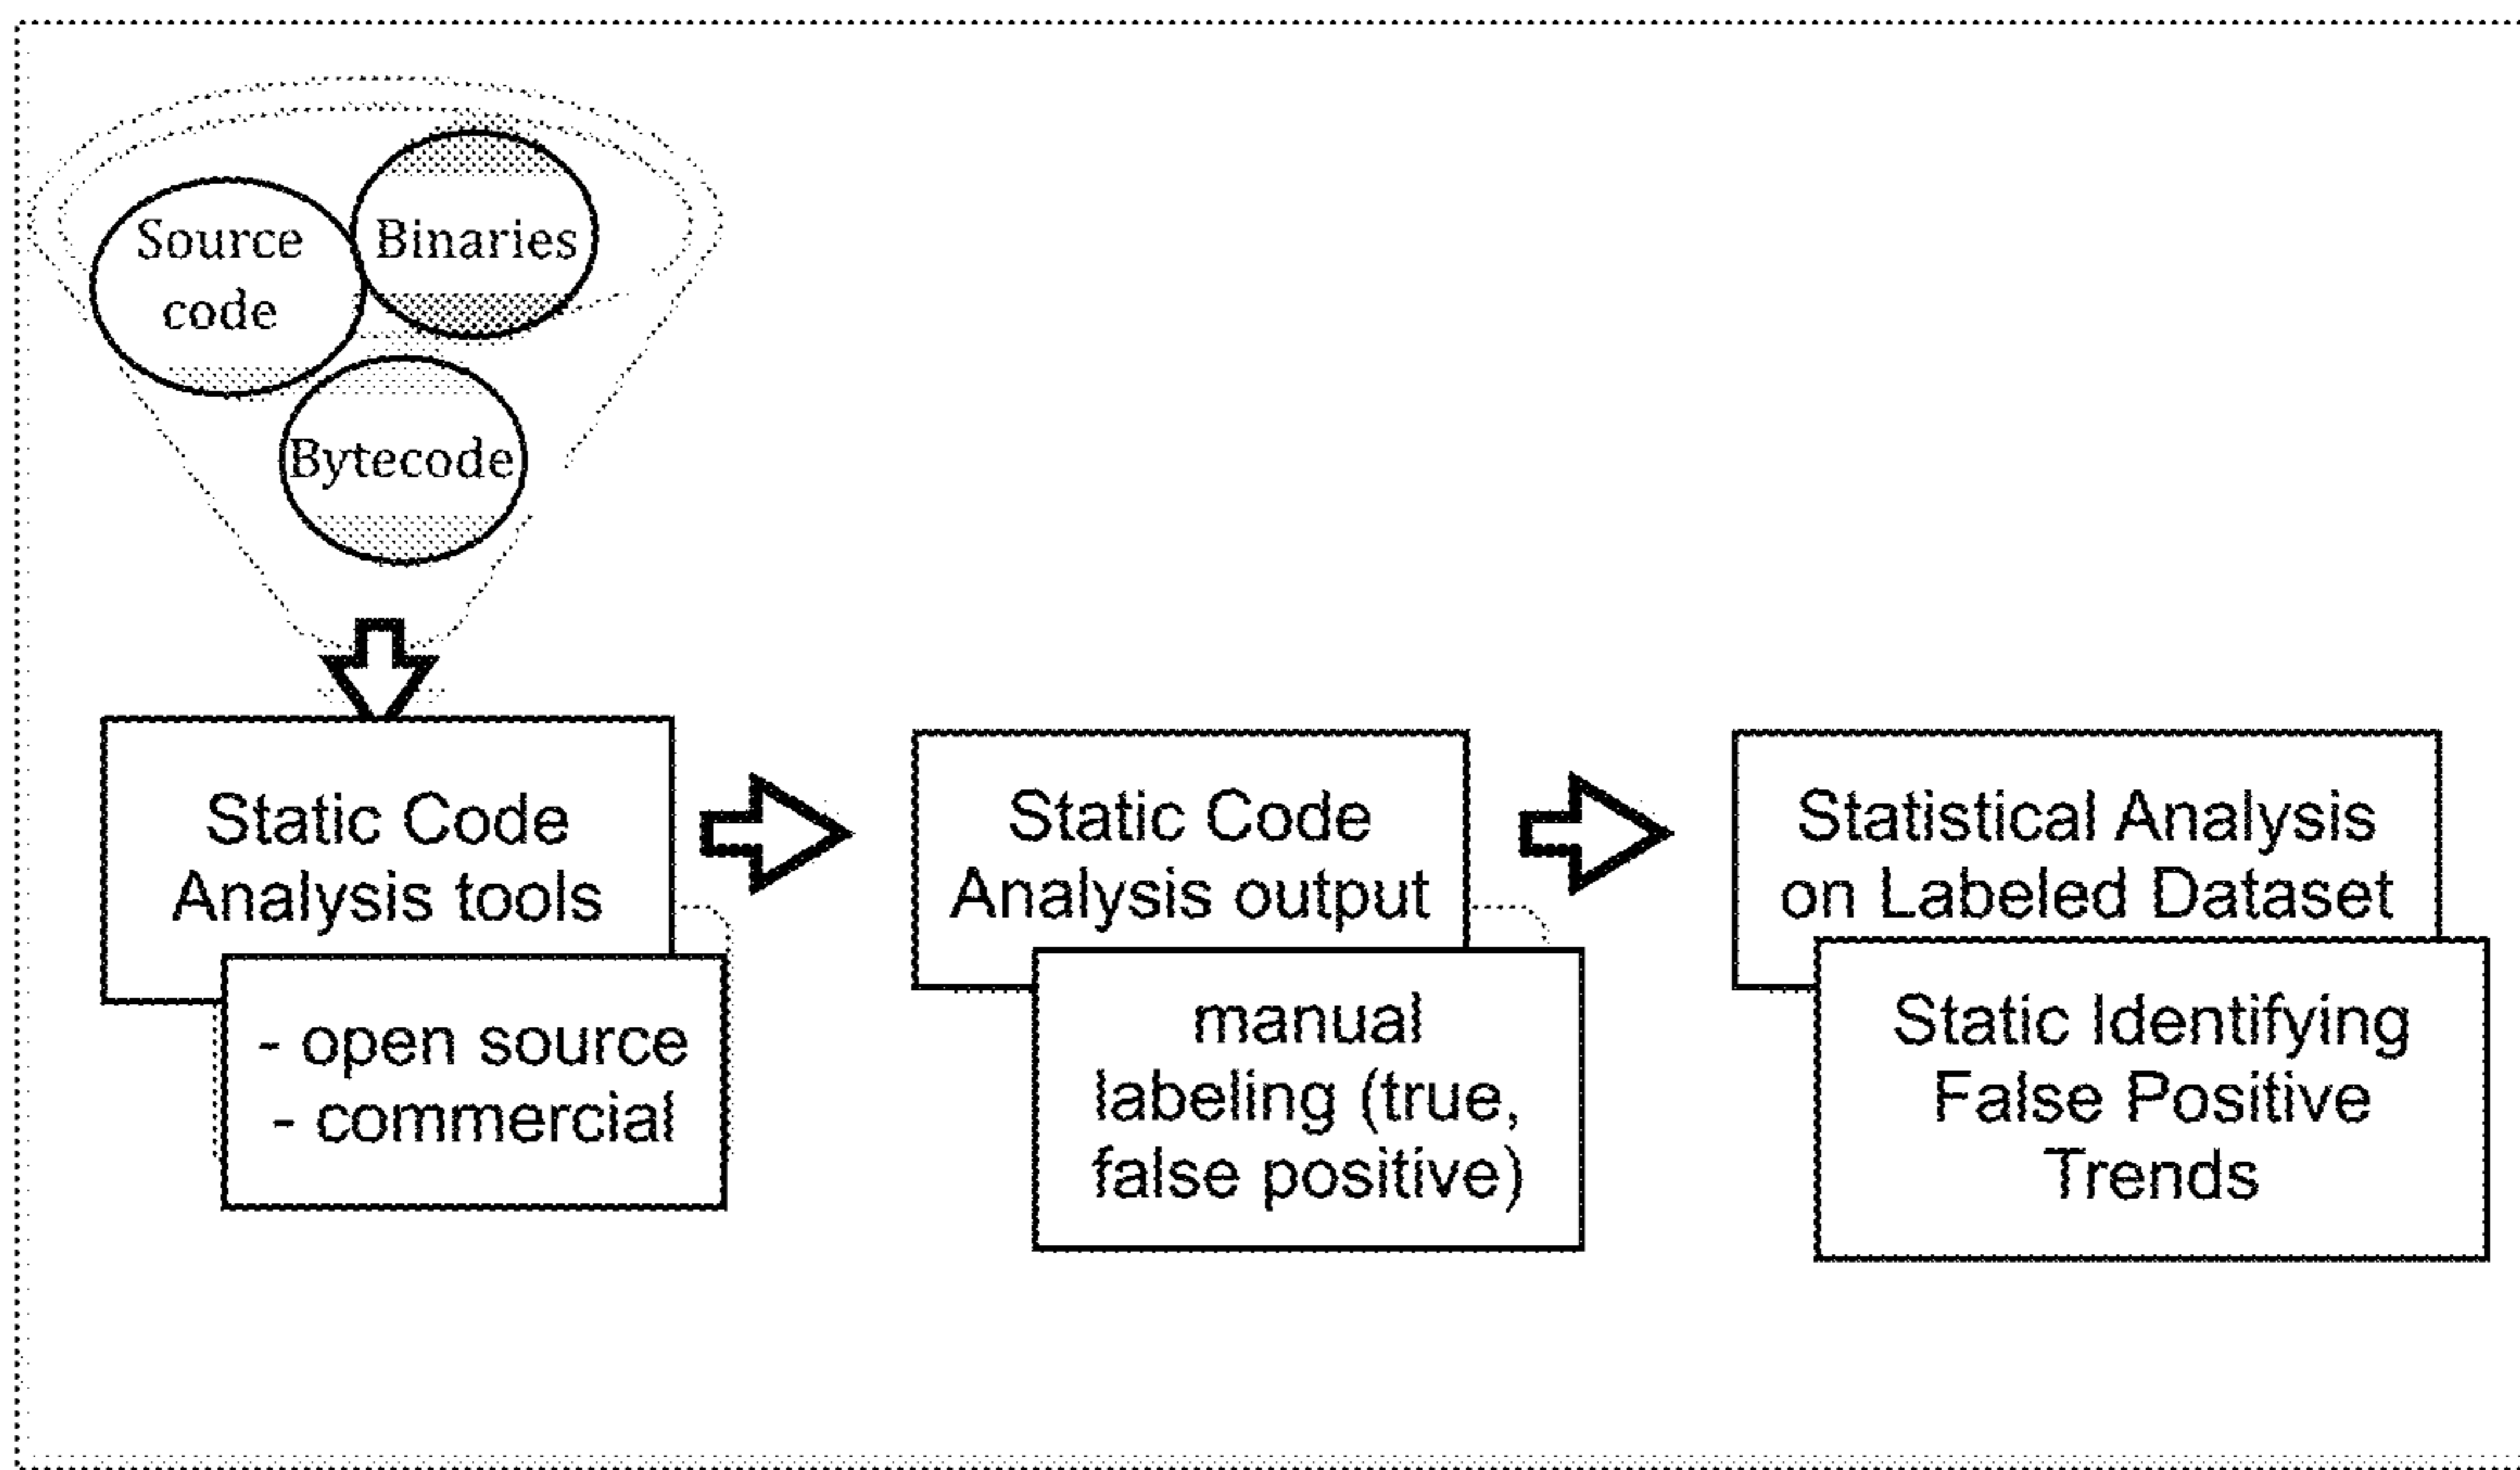 Source
code
Binaries
Bytecode
Static Code
Analysis tools
- open source
- commercial
Static Code
Analysis output
manual
labeling (true,
false positive)
Statistical Analysis
on Labeled Dataset
Static Identifying
False Positive
Trends